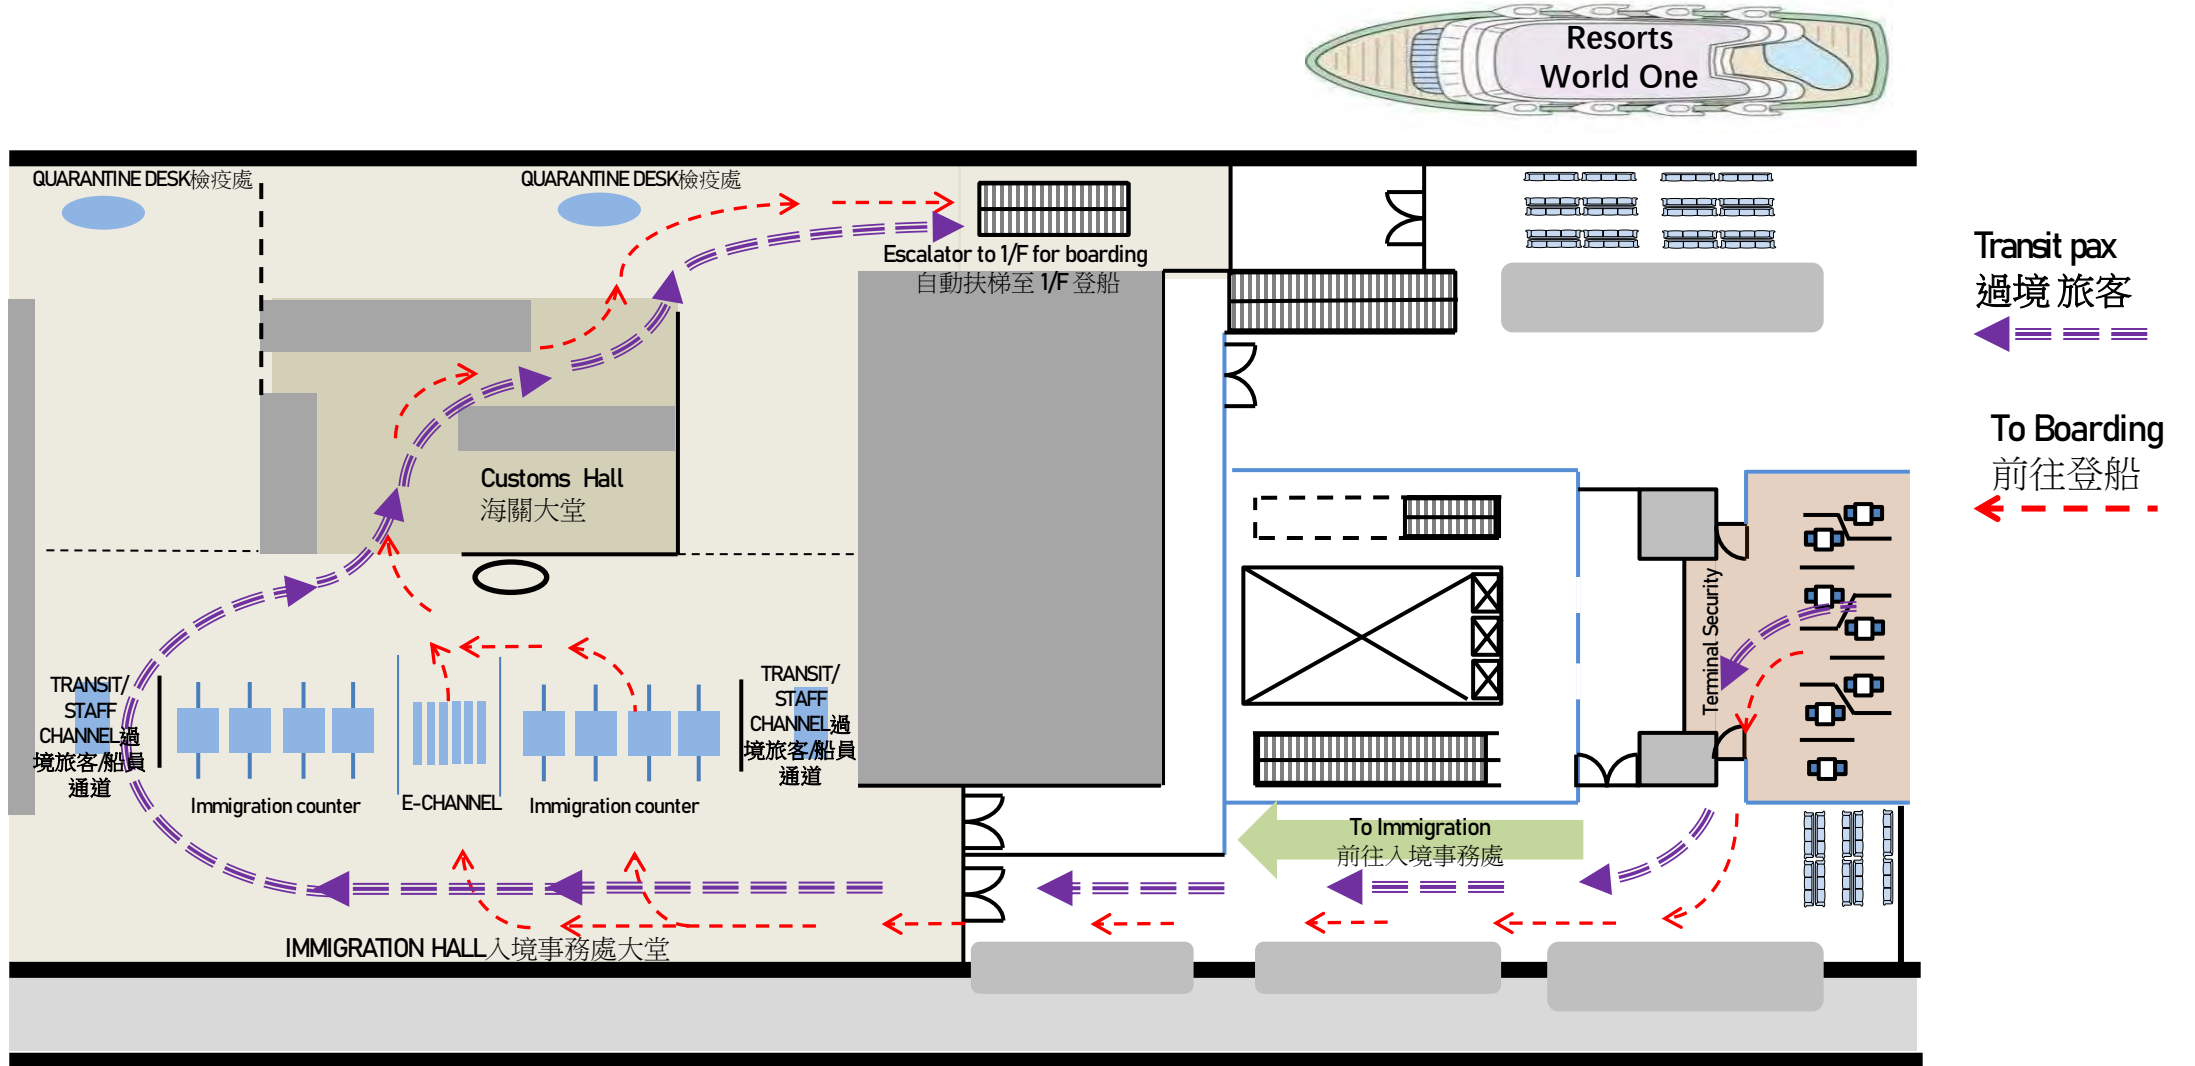 Resorts
World One
QUARANTINE DESK檢疫處
QUARANTINE DESK檢疫處
Escalator to 1/F for boarding
自動扶梯至 1/F 登船
Transit pax
過境旅客
To Boarding
前往登船
Customs Hall
海關大堂
Terminal Security
TRANSIT/
STAFF
CHANNEL過
境旅客/船員
通道
TRANSIT/
STAFF
CHANNEL過
境旅客/船員
通道
Immigration counter
E-CHANNEL
Immigration counter
To Immigration
前往入境事務處
IMMIGRATION HALL入境事務處大堂